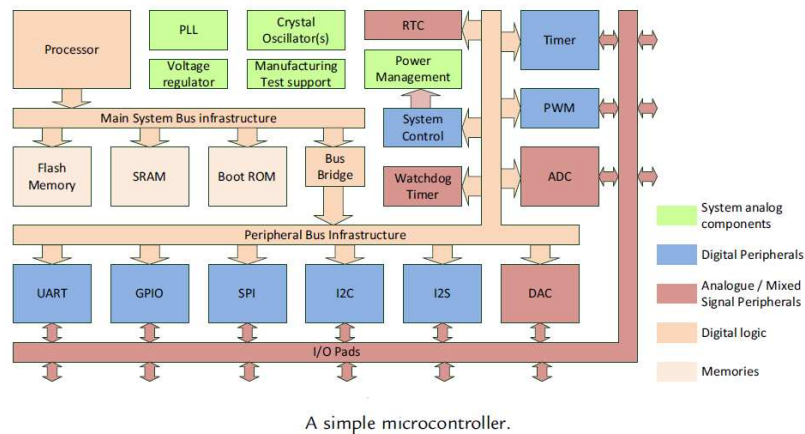 Processor
PLL
Crystal
Oscillator(s)
Voltage
regulator
Manufacturing
Test support
RTC
Power
Management
Timer
Main System Bus infrastructure
System
Control
PWM
Flash
Memory
SRAM
Boot ROM
Bus
Bridge
Watchdog
Timer
ADC
Peripheral Bus Infrastructure
UART
GPIO
SPI
I2C
I2S
DAC
I/O Pads
System analog
components
Digital Peripherals
Analogue / Mixed
Signal Peripherals
Digital logic
Memories
A simple microcontroller.